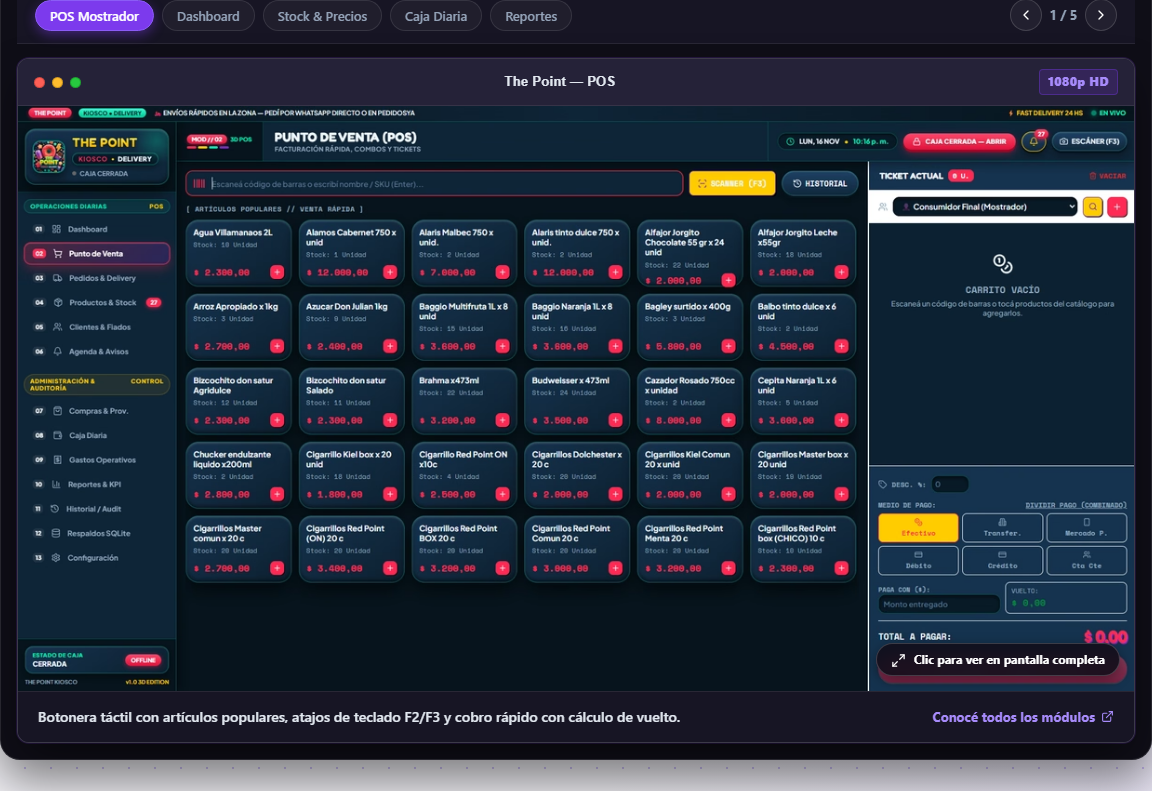 POS Mostrador
Dashboard
Stock & Precios
Caja Diaria
Reportes
1 / 5
The Point — POS
1080p HD
THE POINT
KIOSCO • DELIVERY
ENVÍOS RÁPIDOS EN LA ZONA — PEDÍ POR WHATSAPP DIRECTO O EN PEDIDOSYA
FAST DELIVERY 24 HS
EN VIVO
THE POINT
KIOSCO • DELIVERY
CAJA CERRADA
MOD // 02
3D POS
PUNTO DE VENTA (POS)
FACTURACIÓN RÁPIDA, COMBOS Y TICKETS
LUN, 16 NOV • 10:16 p. m.
CAJA CERRADA — ABRIR
27
ESCÁNER (F3)
OPERACIONES DIARIAS
POS
01 Dashboard
02 Punto de Venta
03 Pedidos & Delivery
04 Productos & Stock 27
05 Clientes & Fiados
06 Agenda & Avisos
ADMINISTRACIÓN & AUDITORÍA
CONTROL
07 Compras & Prov.
08 Caja Diaria
09 Gastos Operativos
10 Reportes & KPI
11 Historial / Audit
12 Respaldos SQLite
13 Configuración
ESTADO DE CAJA
CERRADA
OFFLINE
THE POINT KIOSCO
v1.0 3D EDITION
Escaneá código de barras o escribí nombre / SKU (Enter)...
SCANNER (F3)
HISTORIAL
[ ARTÍCULOS POPULARES // VENTA RÁPIDA ]
Agua Villamanaos 2L
Stock: 18 Unidad
$ 2.300,00
Alamos Cabernet 750 x unid
Stock: 1 Unidad
$ 12.000,00
Alaris Malbec 750 x unid.
Stock: 2 Unidad
$ 7.000,00
Alaris tinto dulce 750 x unid.
Stock: 2 Unidad
$ 12.000,00
Alfajor Jorgito Chocolate 55 gr x 24 unid
Stock: 22 Unidad
$ 2.000,00
Alfajor Jorgito Leche x55gr
Stock: 18 Unidad
$ 2.000,00
Arroz Apropiado x 1kg
Stock: 3 Unidad
$ 2.700,00
Azucar Don Julian 1kg
Stock: 9 Unidad
$ 2.400,00
Baggio Multifruta 1L x 8 unid
Stock: 15 Unidad
$ 3.600,00
Baggio Naranja 1L x 8 unid
Stock: 16 Unidad
$ 3.600,00
Bagley surtido x 400g
Stock: 3 Unidad
$ 5.800,00
Balbo tinto dulce x 6 unid
Stock: 2 Unidad
$ 4.500,00
Bizcochito don satur Agridulce
Stock: 12 Unidad
$ 2.300,00
Bizcochito don satur Salado
Stock: 11 Unidad
$ 2.300,00
Brahma x473ml
Stock: 22 Unidad
$ 3.200,00
Budweisser x 473ml
Stock: 24 Unidad
$ 3.500,00
Cazador Rosado 750cc x unidad
Stock: 2 Unidad
$ 8.000,00
Cepita Naranja 1L x 6 unid
Stock: 5 Unidad
$ 3.600,00
Chucker endulzante liquido x200ml
Stock: 2 Unidad
$ 2.800,00
Cigarrillo Kiel box x 20 unid
Stock: 18 Unidad
$ 1.800,00
Cigarrillo Red Point ON x10c
Stock: 4 Unidad
$ 2.500,00
Cigarrillos Dolchester x 20 c
Stock: 20 Unidad
$ 2.000,00
Cigarrillos Kiel Comun 20 x unid
Stock: 20 Unidad
$ 2.000,00
Cigarrillos Master box x 20 unid
Stock: 19 Unidad
$ 2.000,00
Cigarrillos Master comun x 20 c
Stock: 20 Unidad
$ 2.700,00
Cigarrillos Red Point (ON) 20 c
Stock: 20 Unidad
$ 3.400,00
Cigarrillos Red Point BOX 20 c
Stock: 20 Unidad
$ 3.200,00
Cigarrillos Red Point Comun 20 c
Stock: 20 Unidad
$ 3.000,00
Cigarrillos Red Point Menta 20 c
Stock: 20 Unidad
$ 3.200,00
Cigarrillos Red Point box (CHICO) 10 c
Stock: 18 Unidad
$ 2.300,00
TICKET ACTUAL
0 U.
VACIAR
Consumidor Final (Mostrador)
CARRITO VACÍO
Escaneá un código de barras o tocá productos del catálogo para agregarlos.
DESC. %: 0
MEDIO DE PAGO:
DIVIDIR PAGO (COMBINADO)
Efectivo
Transfer.
Mercado P.
Débito
Crédito
Cta Cte
PAGA CON ($):
Monto entregado
VUELTO:
$ 0,00
TOTAL A PAGAR:
$ 0,00
Clic para ver en pantalla completa
Botonera táctil con artículos populares, atajos de teclado F2/F3 y cobro rápido con cálculo de vuelto.
Conocé todos los módulos